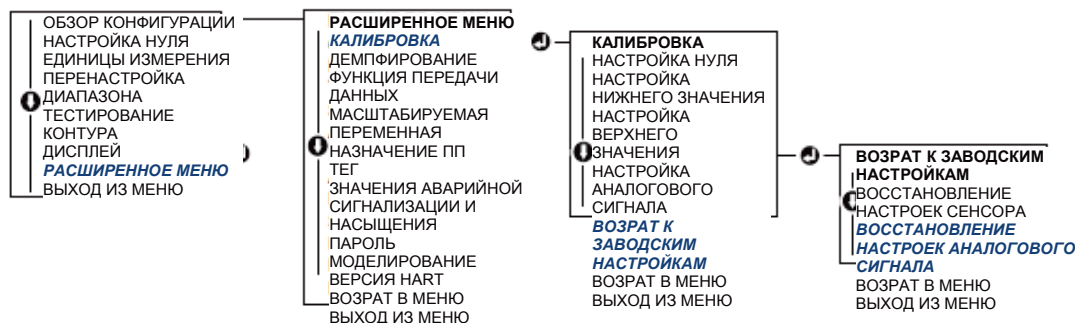 ОБЗОР КОНФИГУРАЦИИ
НАСТРОЙКА НУЛЯ
ЕДИНИЦЫ ИЗМЕРЕНИЯ
ПЕРЕНАСТРОЙКА
ДИАПАЗОНА
ТЕСТИРОВАНИЕ
КОНТУРА
ДИСПЛЕЙ
РАСШИРЕННОЕ МЕНЮ
ВЫХОД ИЗ МЕНЮ
РАСШИРЕННОЕ МЕНЮ
КАЛИБРОВКА
ДЕМПФИРОВАНИЕ
ФУНКЦИЯ ПЕРЕДАЧИ
ДАННЫХ
МАСШТАБИРУЕМАЯ
ПЕРЕМЕННАЯ
НАЗНАЧЕНИЕ ПП
ТЕГ
ЗНАЧЕНИЯ АВАРИЙНОЙ
СИГНАЛИЗАЦИИ И
НАСЫЩЕНИЯ
ПАРОЛЬ
МОДЕЛИРОВАНИЕ
ВЕРСИЯ HART
ВОЗРАТ В МЕНЮ
ВЫХОД ИЗ МЕНЮ
КАЛИБРОВКА
НАСТРОЙКА НУЛЯ
НАСТРОЙКА
НИЖНЕГО ЗНАЧЕНИЯ
НАСТРОЙКА
ВЕРХНЕГО
ЗНАЧЕНИЯ
НАСТРОЙКА
АНАЛОГОВОГО
СИГНАЛА
ВОЗРАТ К
ЗАВОДСКИМ
НАСТРОЙКАМ
ВОЗРАТ В МЕНЮ
ВЫХОД ИЗ МЕНЮ
ВОЗРАТ К ЗАВОДСКИМ
НАСТРОЙКАМ
ВОССТАНОВЛЕНИЕ
НАСТРОЕК СЕНСОРА
ВОССТАНОВЛЕНИЕ
НАСТРОЕК АНАЛОГОВОГО
СИГНАЛА
ВОЗРАТ В МЕНЮ
ВЫХОД ИЗ МЕНЮ